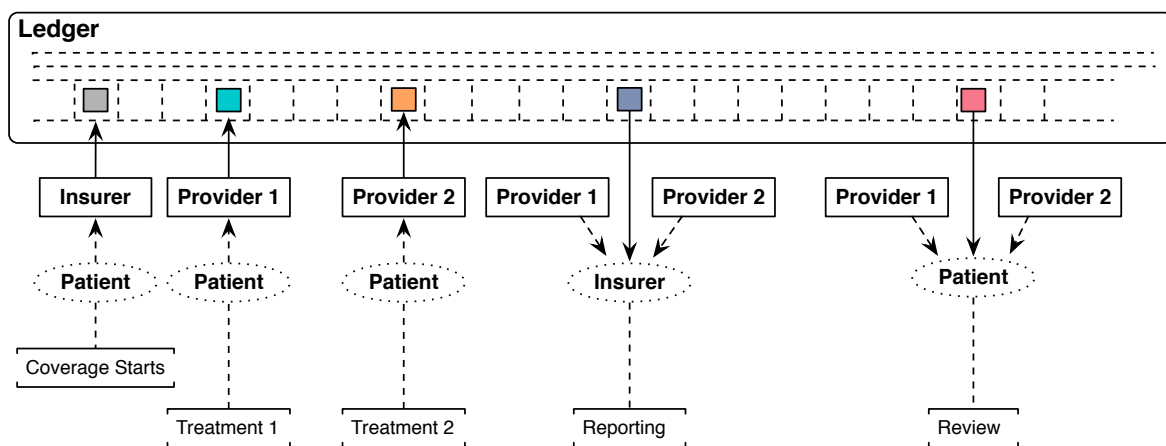 Ledger
Insurer
Provider 1
Provider 2
Provider 1
Provider 2
Provider 1
Provider 2
Patient
Patient
Patient
Insurer
Patient
Coverage Starts
Treatment 1
Treatment 2
Reporting
Review